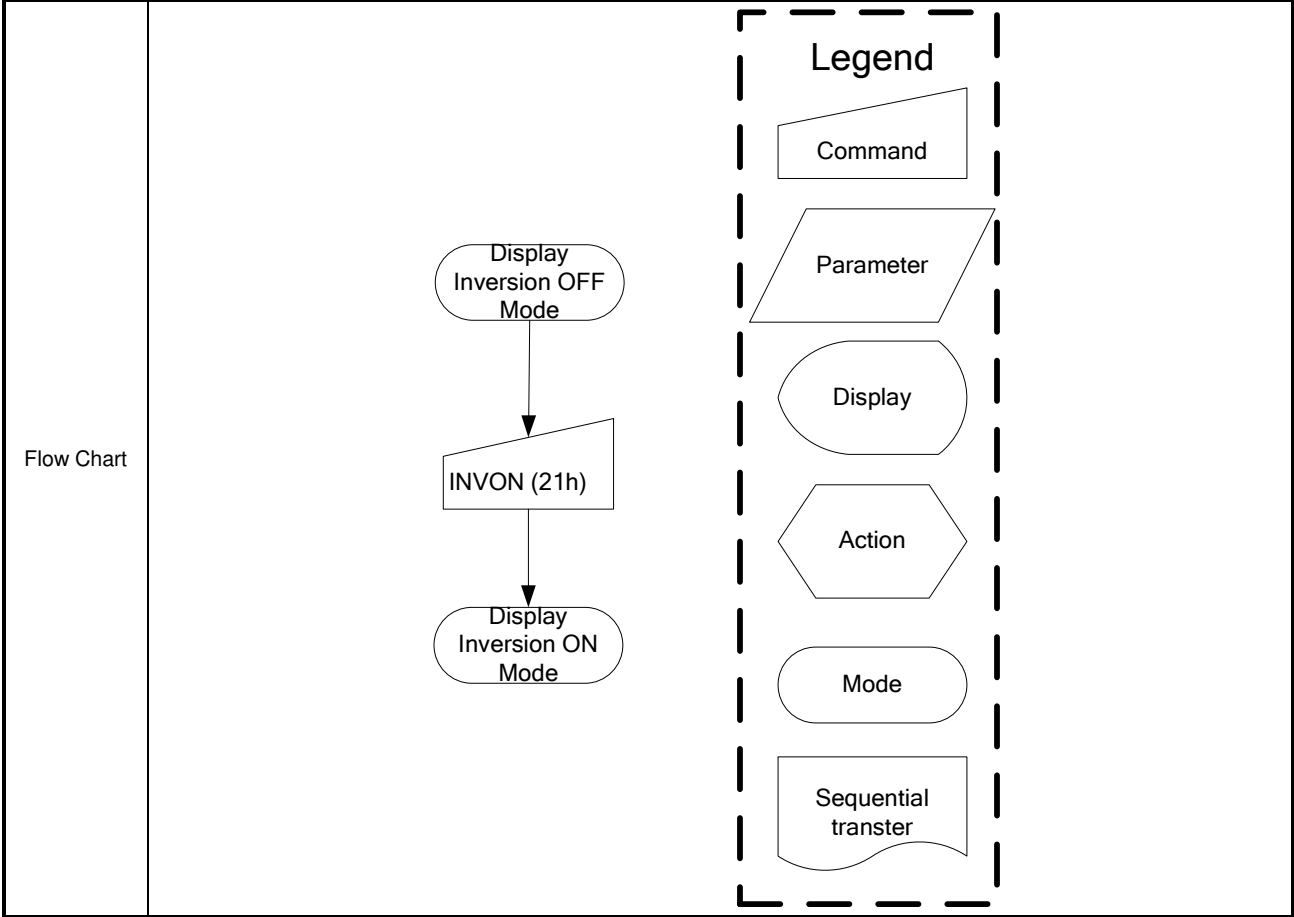 Flow Chart
Display
Inversion OFF
Mode
INVON (21h)
Display
Inversion ON
Mode
Legend
Command
Parameter
Display
Action
Mode
Sequential
transter